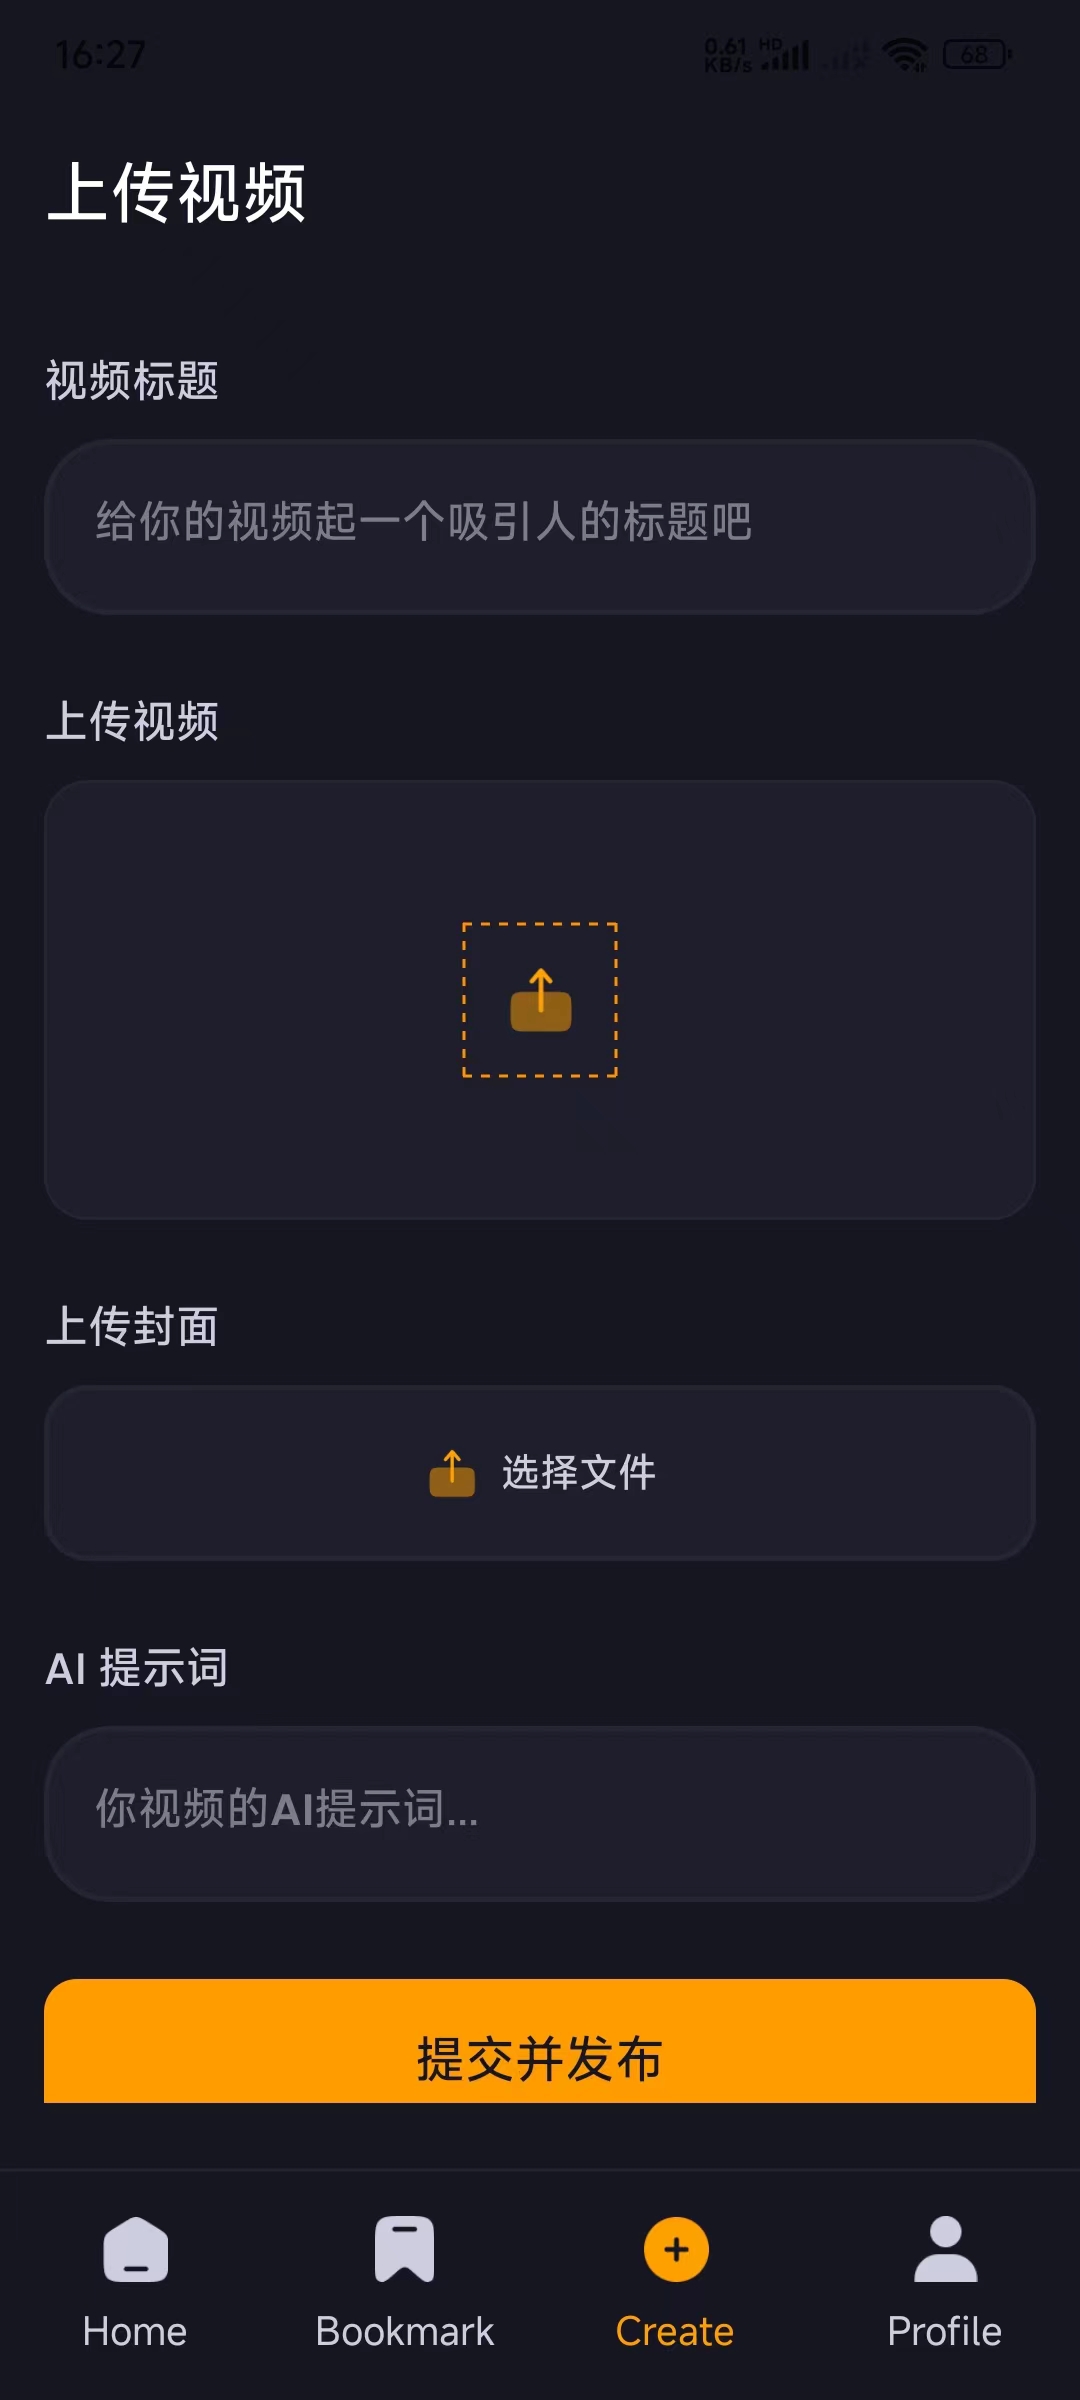 16:27
0.61
KB/s
HD
68
上传视频
视频标题
给你的视频起一个吸引人的标题吧
上传视频
上传封面
选择文件
AI 提示词
你视频的AI提示词...
提交并发布
Home
Bookmark
Create
Profile